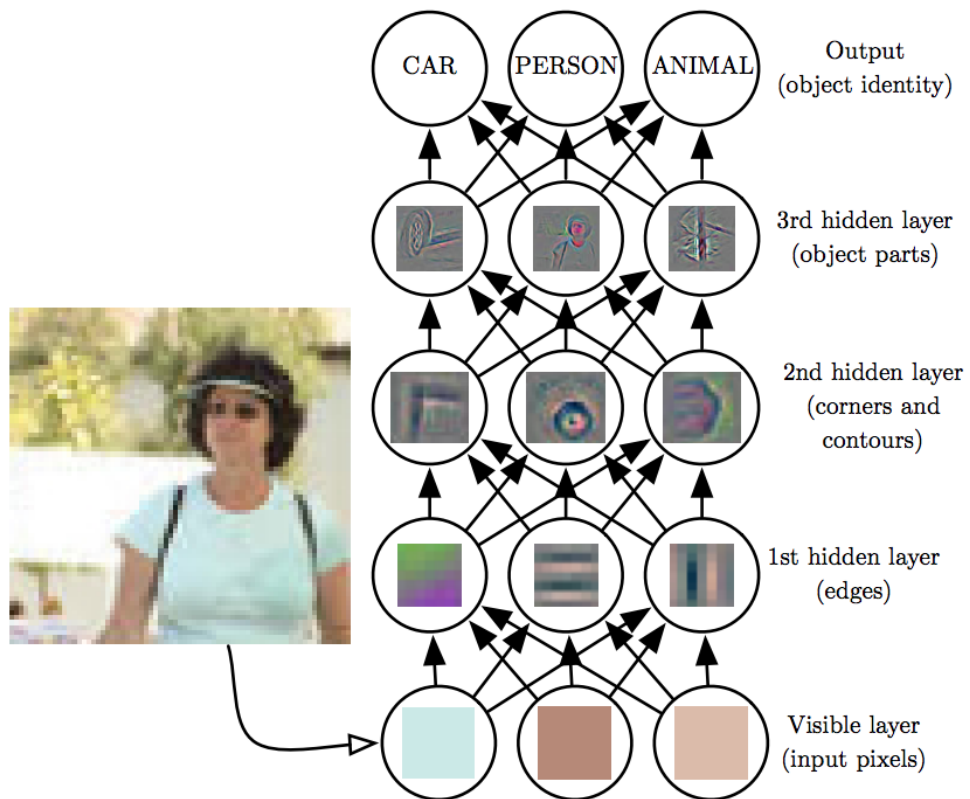 CAR
PERSON
ANIMAL
Output
(object identity)
3rd hidden layer
(object parts)
2nd hidden layer
(corners and
contours)
1st hidden layer
(edges)
Visible layer
(input pixels)